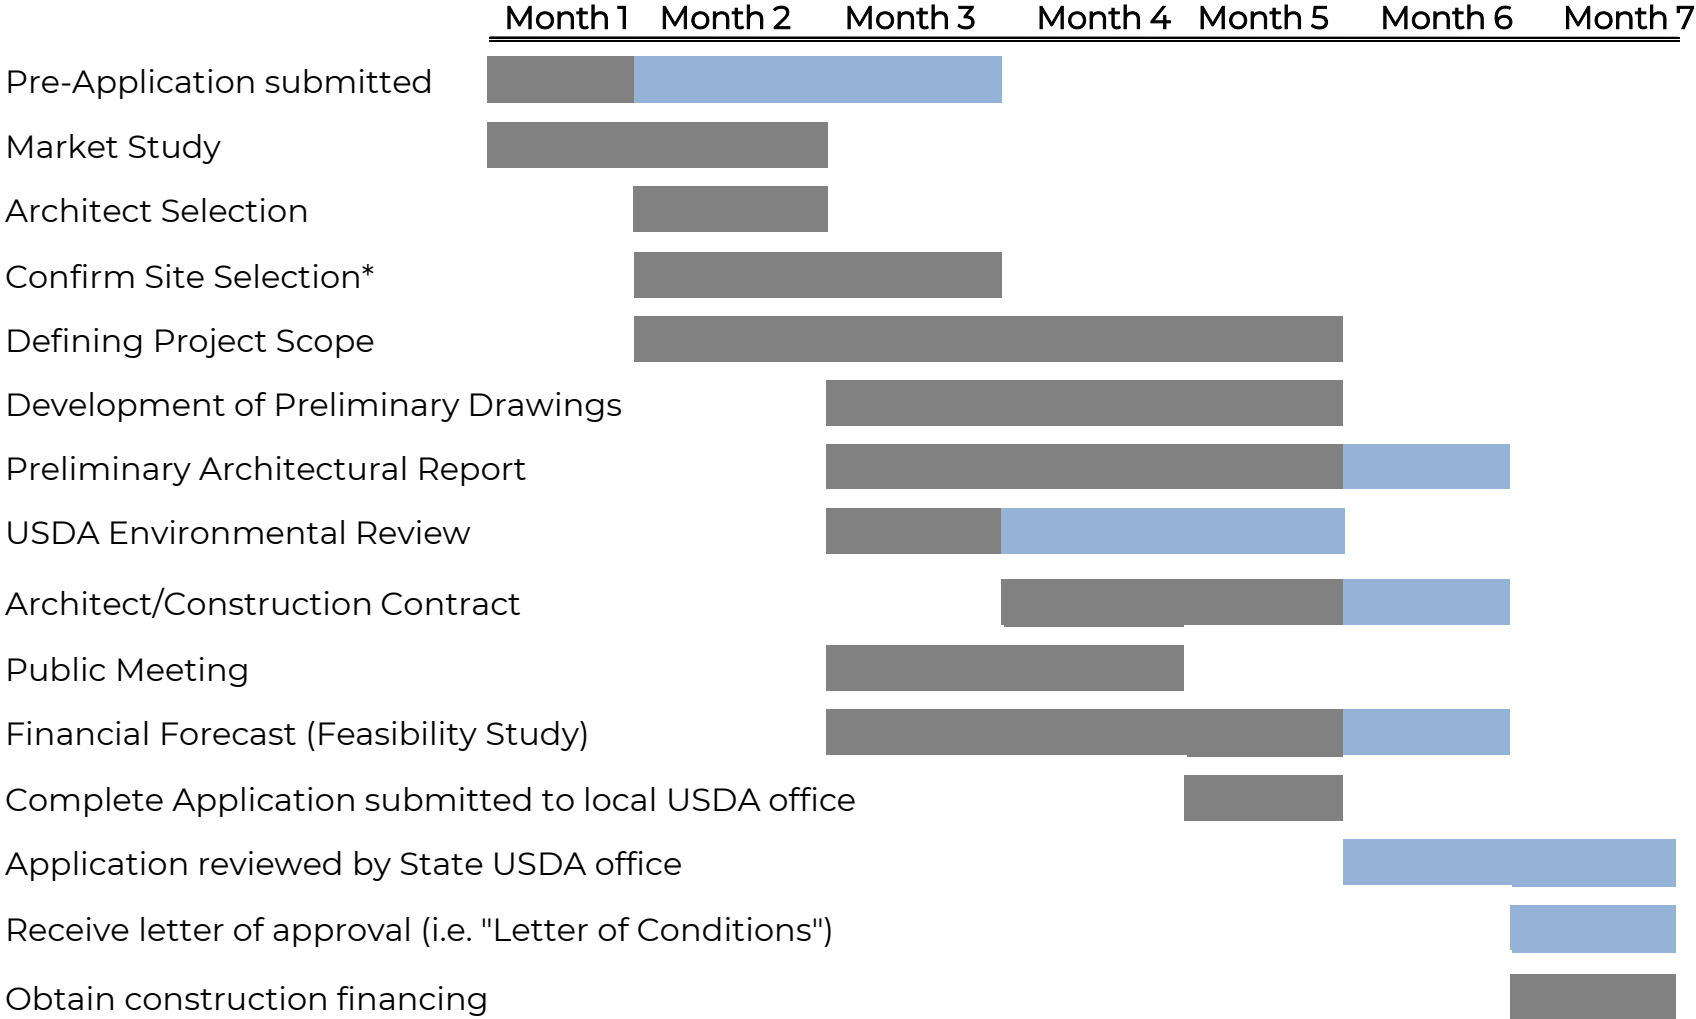 Month 1 Month 2 Month 3 Month 4 Month 5 Month 6 Month 7
Pre-Application submitted
Market Study
Architect Selection
Confirm Site Selection*
Defining Project Scope
Development of Preliminary Drawings
Preliminary Architectural Report
USDA Environmental Review
Architect/Construction Contract
Public Meeting
Financial Forecast (Feasibility Study)
Complete Application submitted to local USDA office
Application reviewed by State USDA office
Receive letter of approval (i.e. "Letter of Conditions")
Obtain construction financing